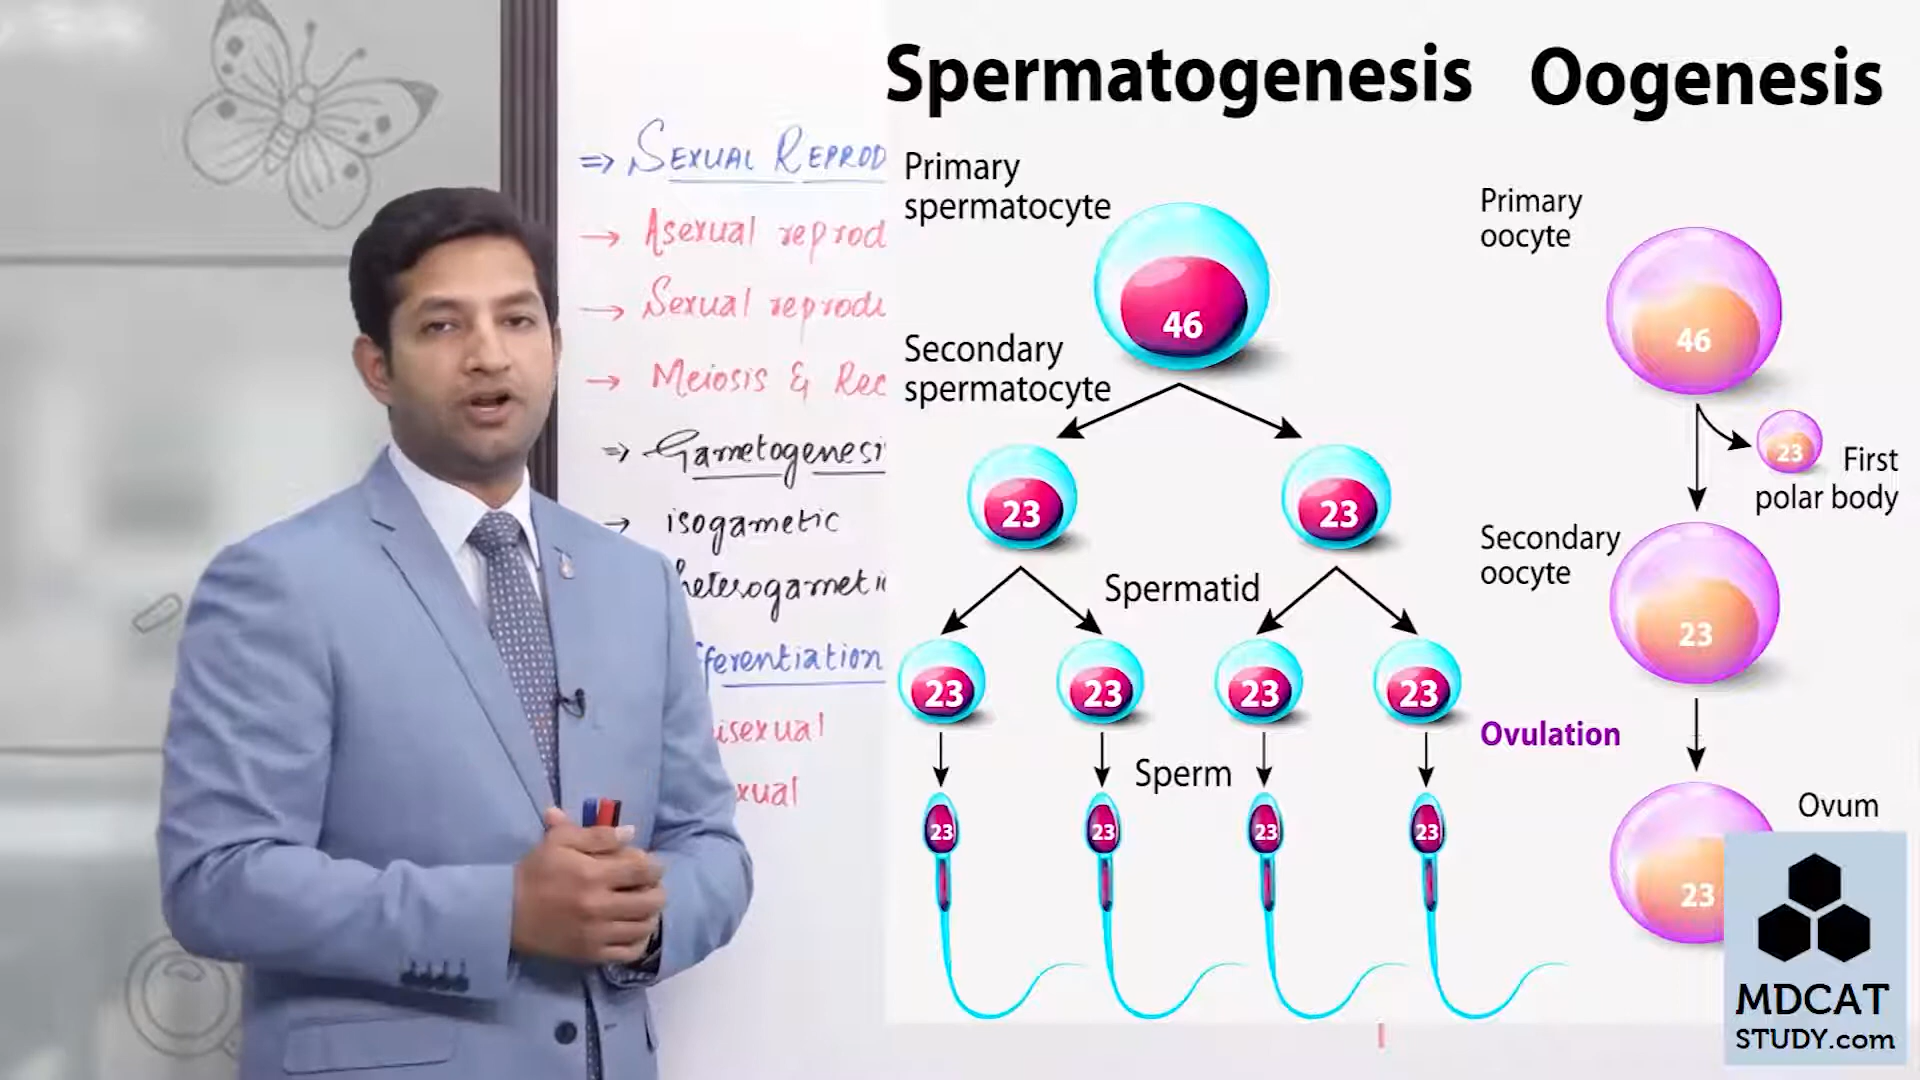 ⇒ SEXUAL REPROD
→ Asexual reprod
→ Sexual reprodu
→ Meiosis & Rec
⇒ Gametogenesi
→ isogametic
heterogameti
fferentiation
isexual
xual
Spermatogenesis
Primary
spermatocyte
46
Secondary
spermatocyte
23 23
Spermatid
23 23 23 23
Sperm
23 23 23 23
Oogenesis
Primary
oocyte
46
23
First
polar body
Secondary
oocyte
23
Ovulation
Ovum
23
MDCAT
STUDY.com